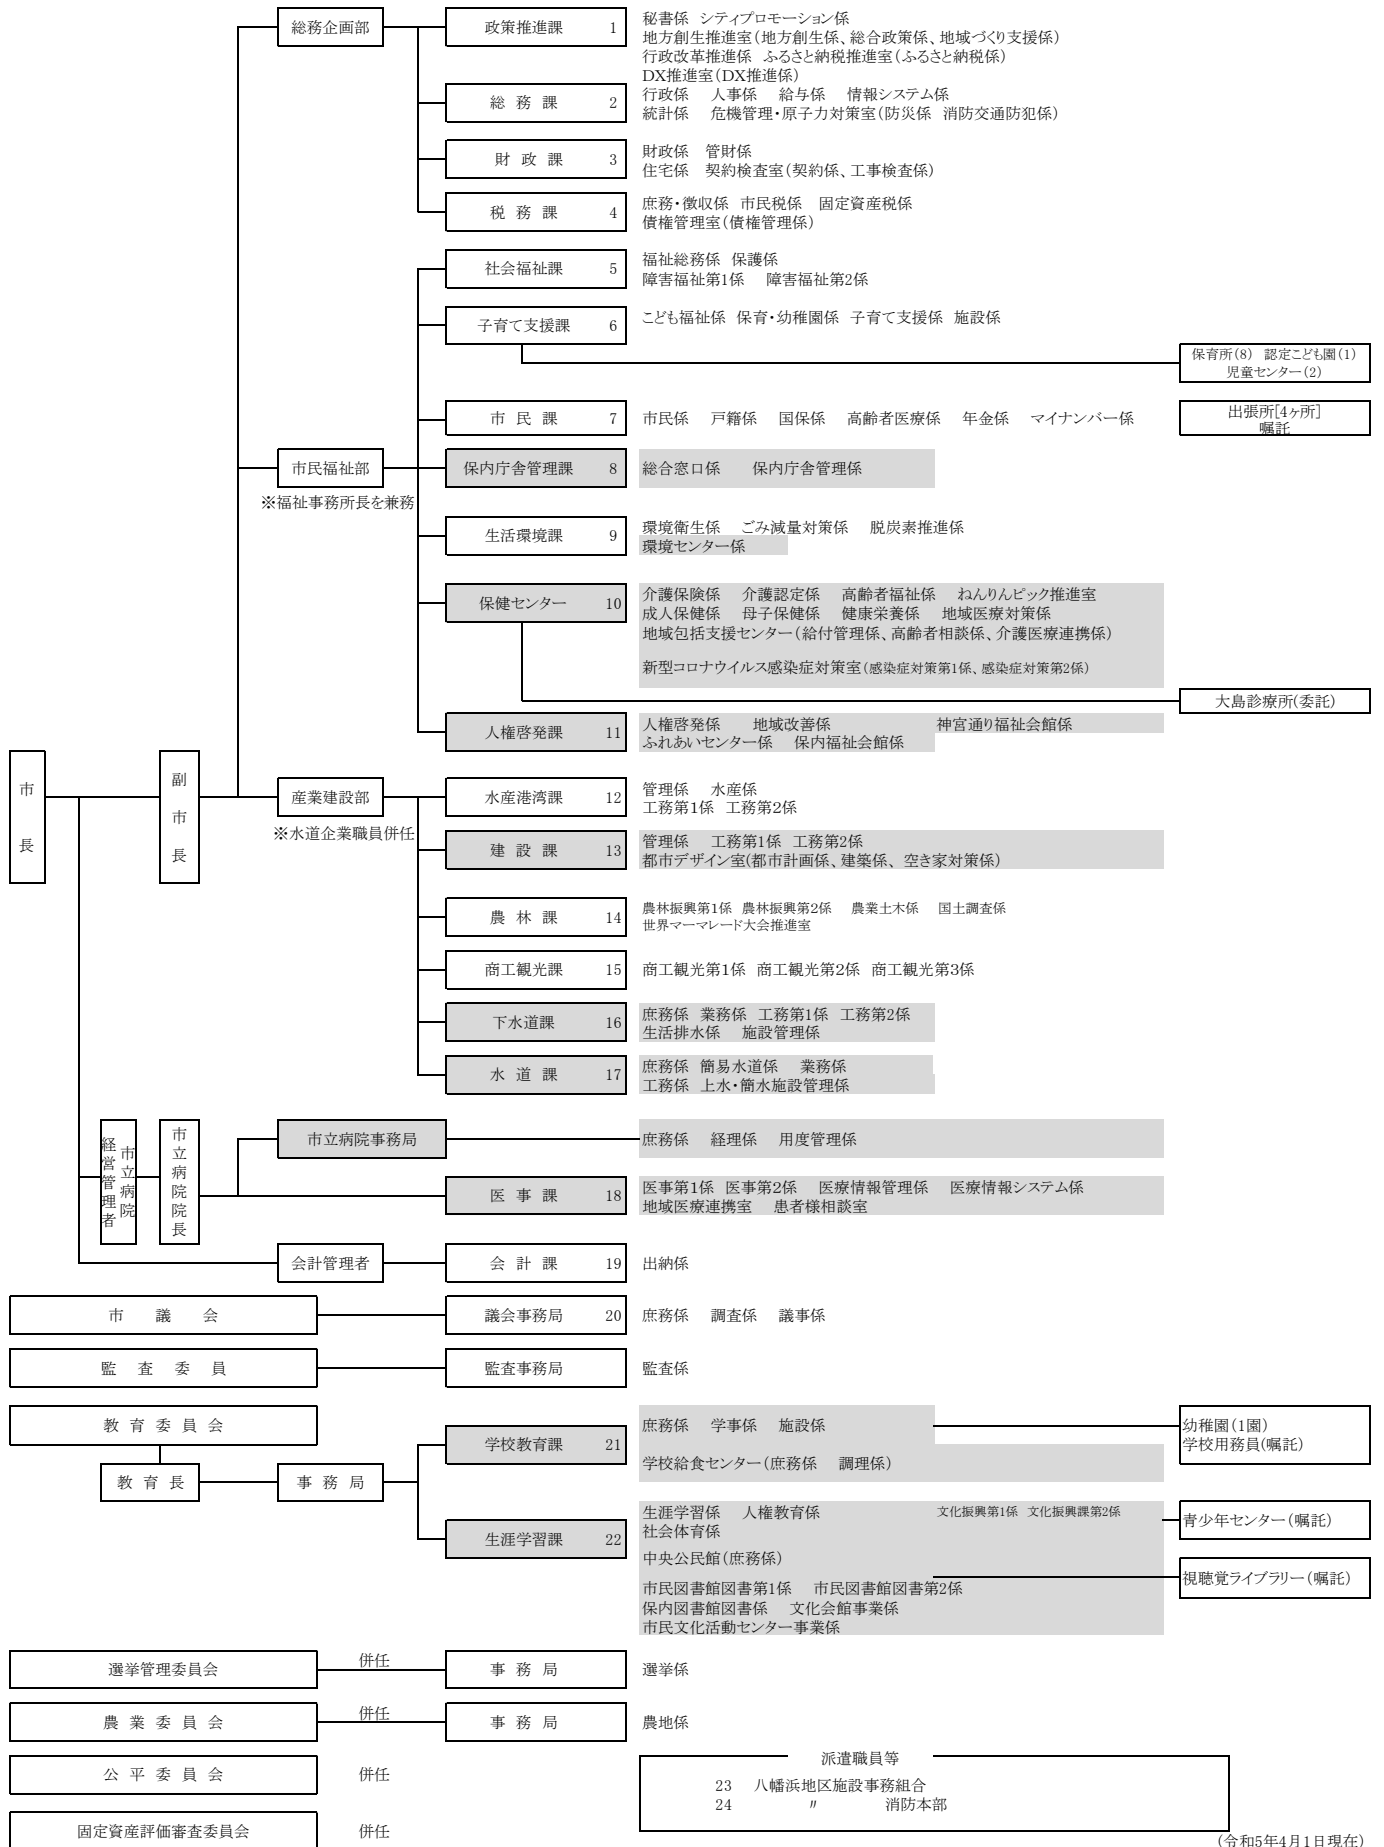 総務企画部
政策推進課 1
秘書係 シティプロモーション係
地方創生推進室(地方創生係、総合政策係、地域づくり支援係)
行政改革推進係 ふるさと納税推進室(ふるさと納税係)
DX推進室(DX推進係)
総務課 2
行政係 人事係 給与係 情報システム係
統計係 危機管理・原子力対策室(防災係 消防交通防犯係)
財政課 3
財政係 管財係
住宅係 契約検査室(契約係、工事検査係)
税務課 4
庶務・徴収係 市民税係 固定資産税係
債権管理室(債権管理係)
社会福祉課 5
福祉総務係 保護係
障害福祉第1係 障害福祉第2係
子育て支援課 6
こども福祉係 保育・幼稚園係 子育て支援係 施設係
保育所(8) 認定こども園(1)
児童センター(2)
市民課 7
市民係 戸籍係 国保係 高齢者医療係 年金係 マイナンバー係
出張所[4ヶ所]
嘱託
市民福祉部
※福祉事務所長を兼務
保内庁舎管理課 8
総合窓口係 保内庁舎管理係
生活環境課 9
環境衛生係 ごみ減量対策係 脱炭素推進係
環境センター係
保健センター 10
介護保険係 介護認定係 高齢者福祉係 ねんりんピック推進室
成人保健係 母子保健係 健康栄養係 地域医療対策係
地域包括支援センター(給付管理係、高齢者相談係、介護医療連携係)
新型コロナウイルス感染症対策室(感染症対策第1係、感染症対策第2係)
大島診療所(委託)
人権啓発課 11
人権啓発係 地域改善係 神宮通り福祉会館係
ふれあいセンター係 保内福祉会館係
市長
副市長
産業建設部
※水道企業職員併任
水産港湾課 12
管理係 水産係
工務第1係 工務第2係
建設課 13
管理係 工務第1係 工務第2係
都市デザイン室(都市計画係、建築係、空き家対策係)
農林課 14
農林振興第1係 農林振興第2係 農業土木係 国土調査係
世界マーマレード大会推進室
商工観光課 15
商工観光第1係 商工観光第2係 商工観光第3係
下水道課 16
庶務係 業務係 工務第1係 工務第2係
生活排水係 施設管理係
水道課 17
庶務係 簡易水道係 業務係
工務係 上水・簡水施設管理係
市立病院
経営管理者
市立病院院長
市立病院事務局
庶務係 経理係 用度管理係
医事課 18
医事第1係 医事第2係 医療情報管理係 医療情報システム係
地域医療連携室 患者様相談室
会計管理者
会計課 19
出納係
市議会
議会事務局 20
庶務係 調査係 議事係
監査委員
監査事務局
監査係
教育委員会
教育長
事務局
学校教育課 21
庶務係 学事係 施設係
学校給食センター(庶務係 調理係)
幼稚園(1園)
学校用務員(嘱託)
生涯学習課 22
生涯学習係 人権教育係 文化振興第1係 文化振興課第2係
社会体育係
中央公民館(庶務係)
市民図書館図書第1係 市民図書館図書第2係
保内図書館図書係 文化会館事業係
市民文化活動センター事業係
青少年センター(嘱託)
視聴覚ライブラリー(嘱託)
選挙管理委員会 併任 事務局 選挙係
農業委員会 併任 事務局 農地係
公平委員会 併任
固定資産評価審査委員会 併任
派遣職員等
23 八幡浜地区施設事務組合
24 〃 消防本部
(令和5年4月1日現在)